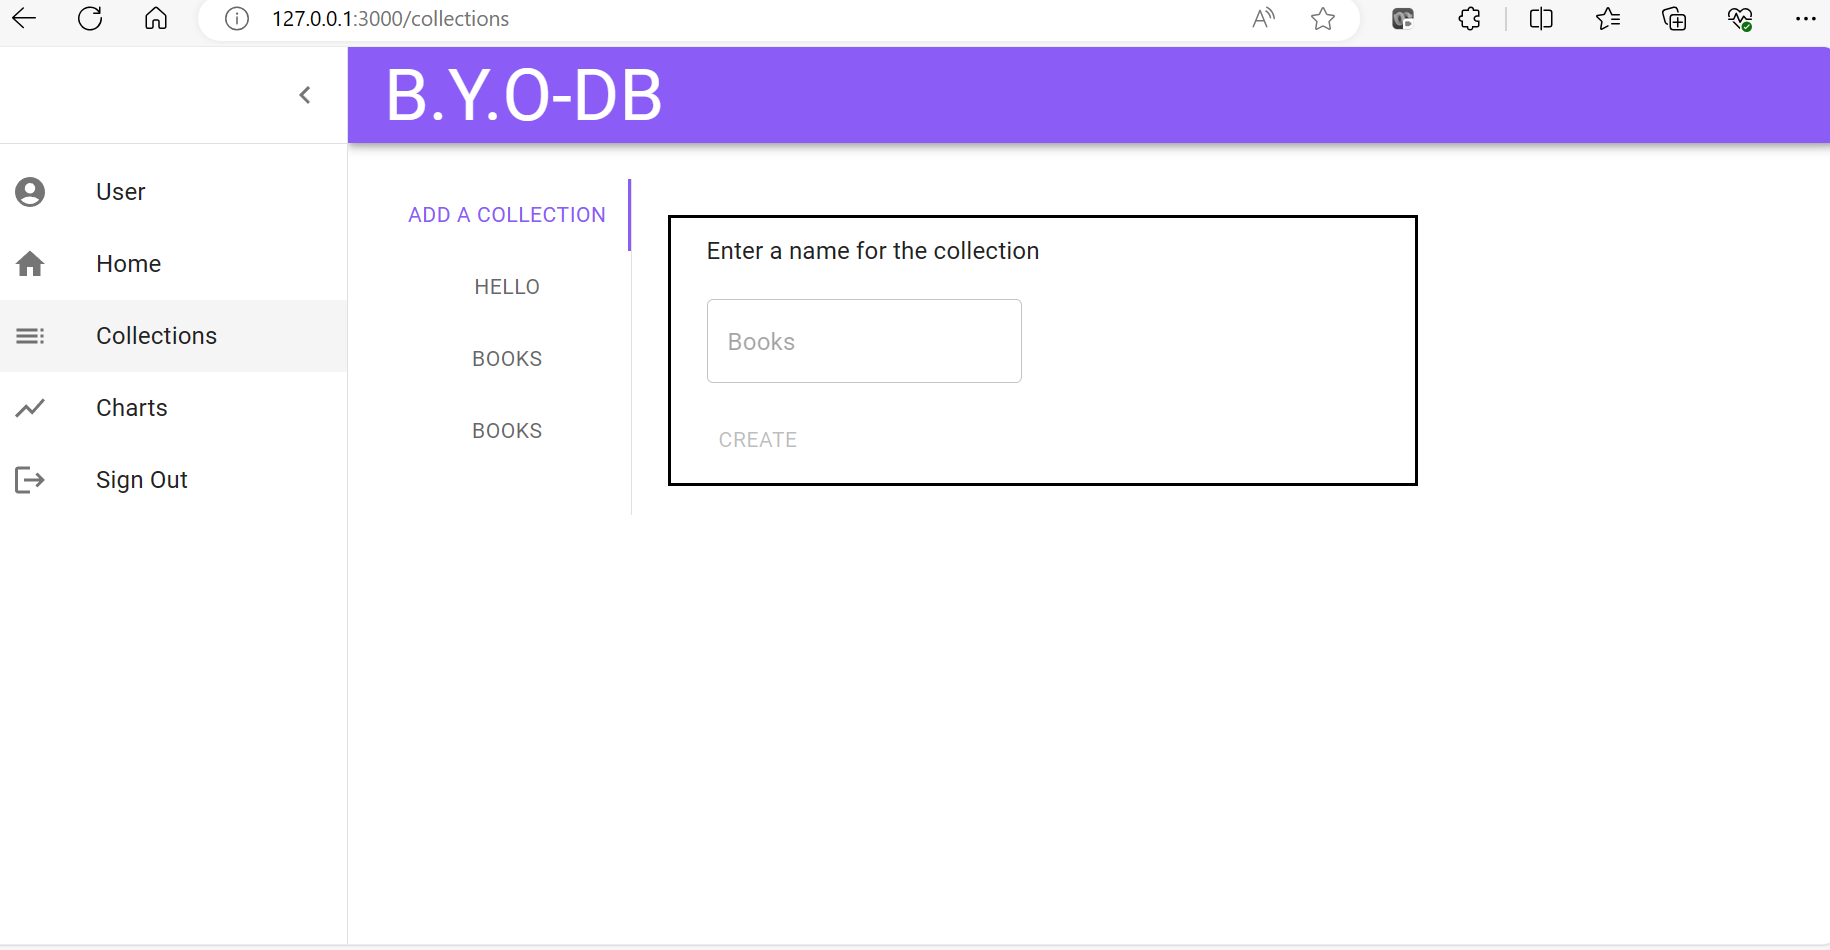 127.0.0.1:3000/collections
B.Y.O-DB
User
Home
Collections
Charts
Sign Out
ADD A COLLECTION
HELLO
BOOKS
BOOKS
Enter a name for the collection
Books
CREATE